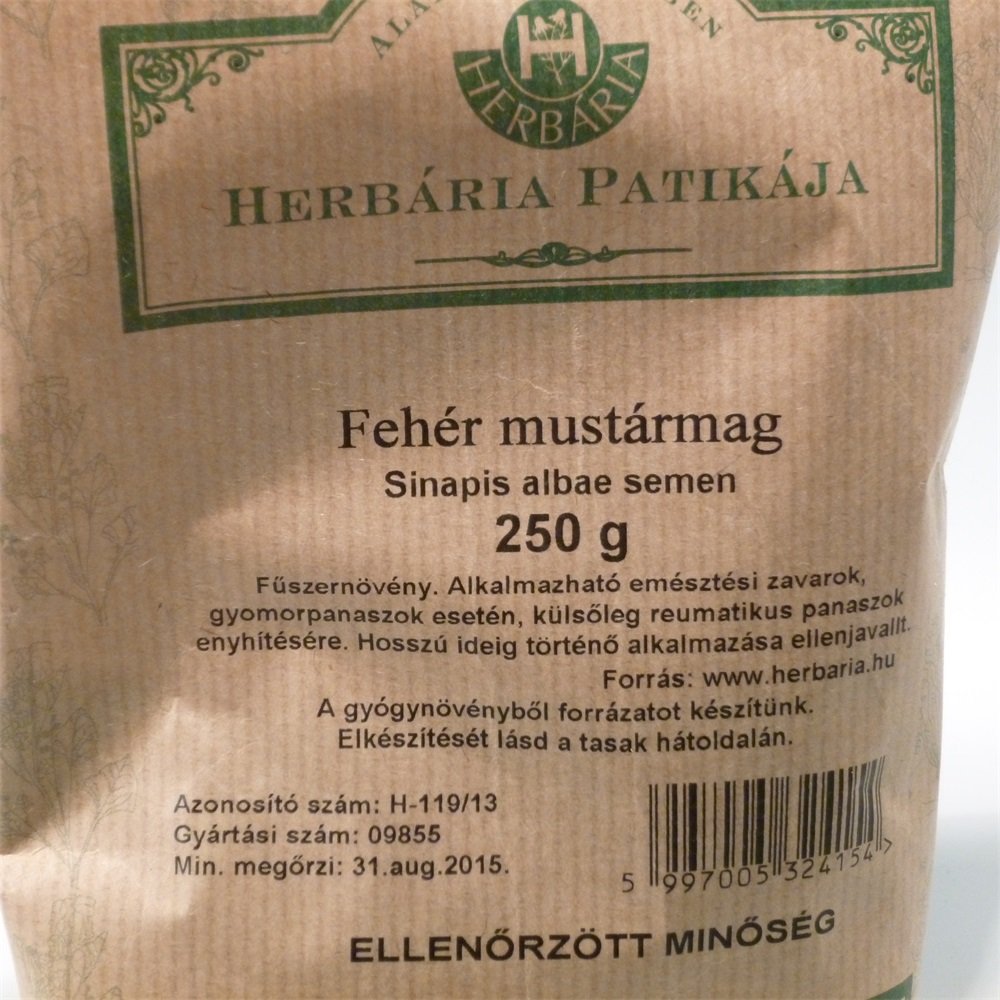 HERBÁRIA
HERBÁRIA PATIKÁJA
Fehér mustármag
Sinapis albae semen
250 g
Fűszernövény. Alkalmazható emésztési zavarok,
gyomorpanaszok esetén, külsőleg reumatikus panaszok
enyhítésére. Hosszú ideig történő alkalmazása ellenjavallt.
Forrás: www.herbaria.hu
A gyógynövényből forrázatot készítünk.
Elkészítését lásd a tasak hátoldalán.
Azonosító szám: H-119/13
Gyártási szám: 09855
Min. megőrzi: 31.aug.2015.
5 997005 324154 >
ELLENŐRZÖTT MINŐSÉG